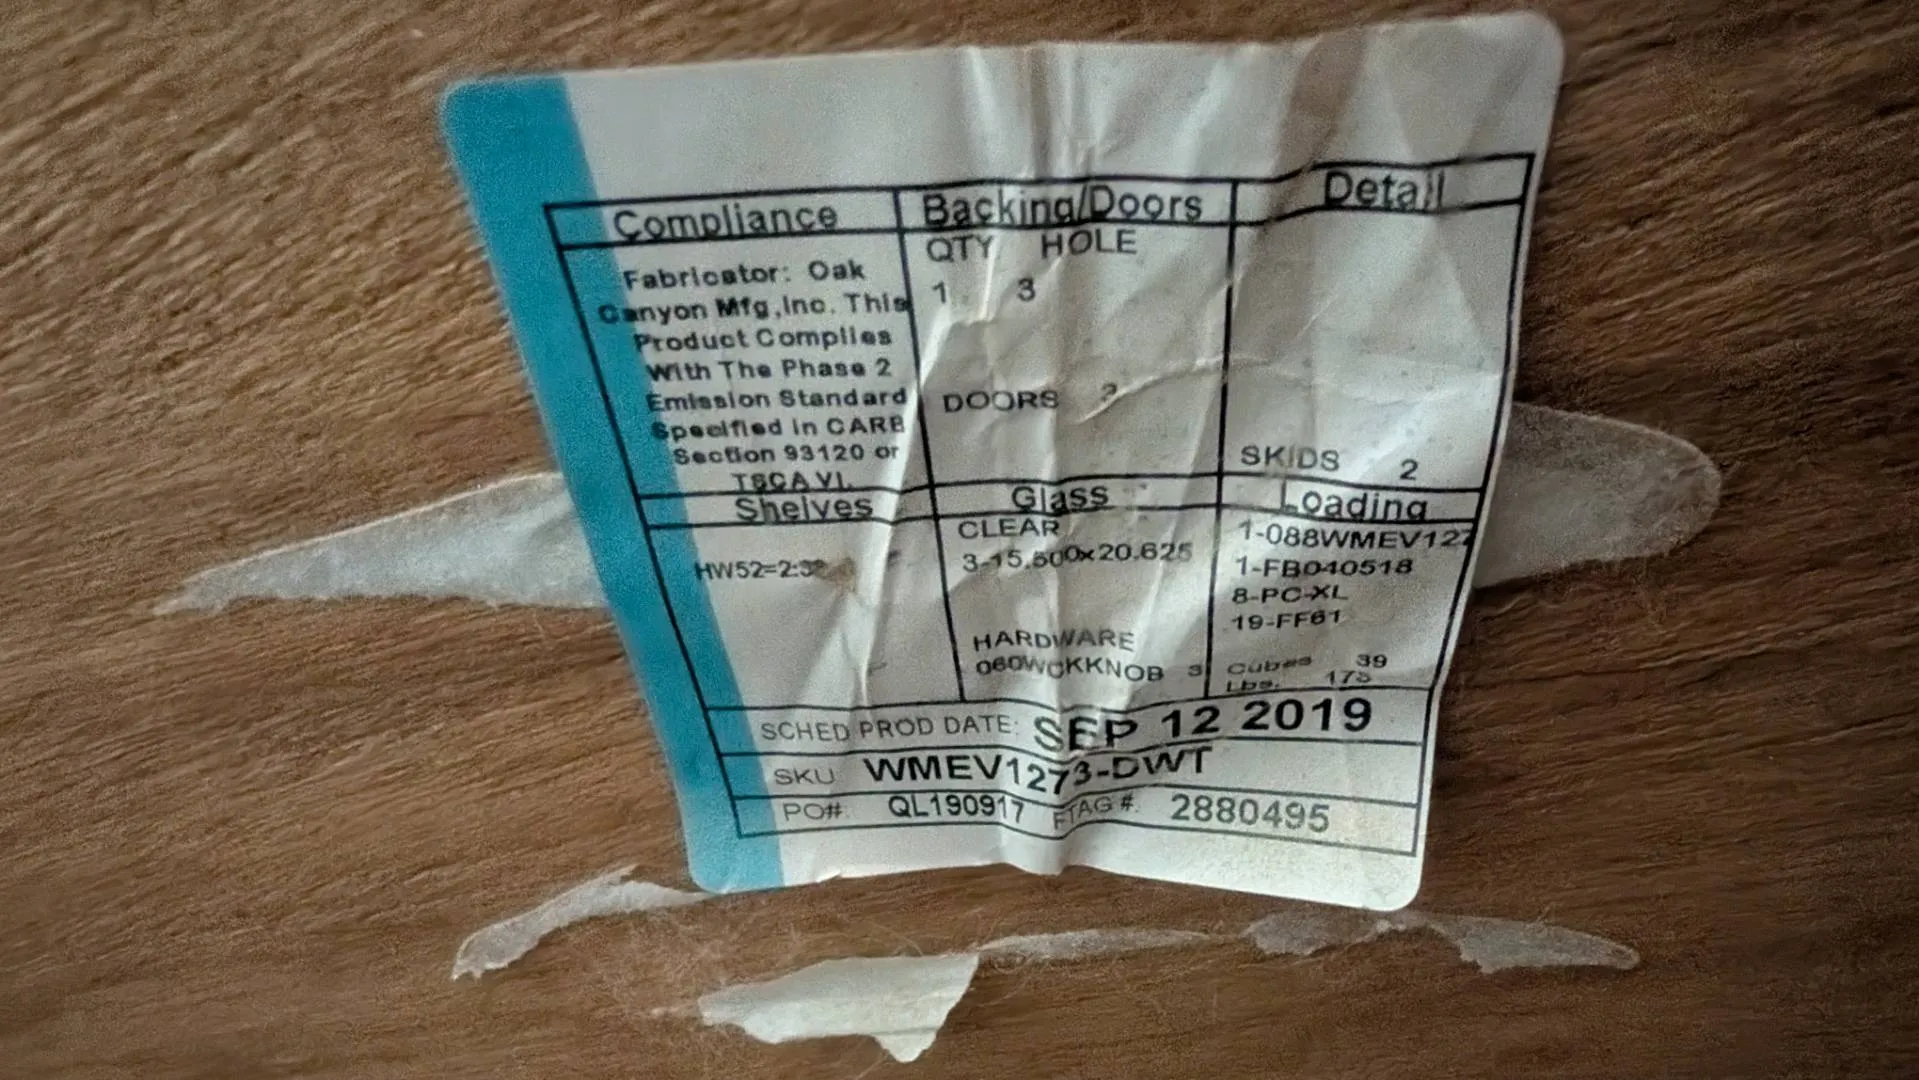 Compliance
Fabricator: Oak
Canyon Mfg,Inc. This
Product Complies
With The Phase 2
Emission Standard
Specified in CARB
Section 93120 or
TSCA VI.
Backing/Doors
QTY HOLE
1 3
DOORS
Detail
SKIDS 2
Shelves
Glass
CLEAR
HARDWARE
3
Loading
1-088WMEV127
1-FB040518
8-PC-XL
19-FF61
Cubes 39
Lbs.
SCHED PROD DATE: SEP 12 2019
SKU WMEV1273-DWT
PO#: QL190917 FTAG #: 2880495